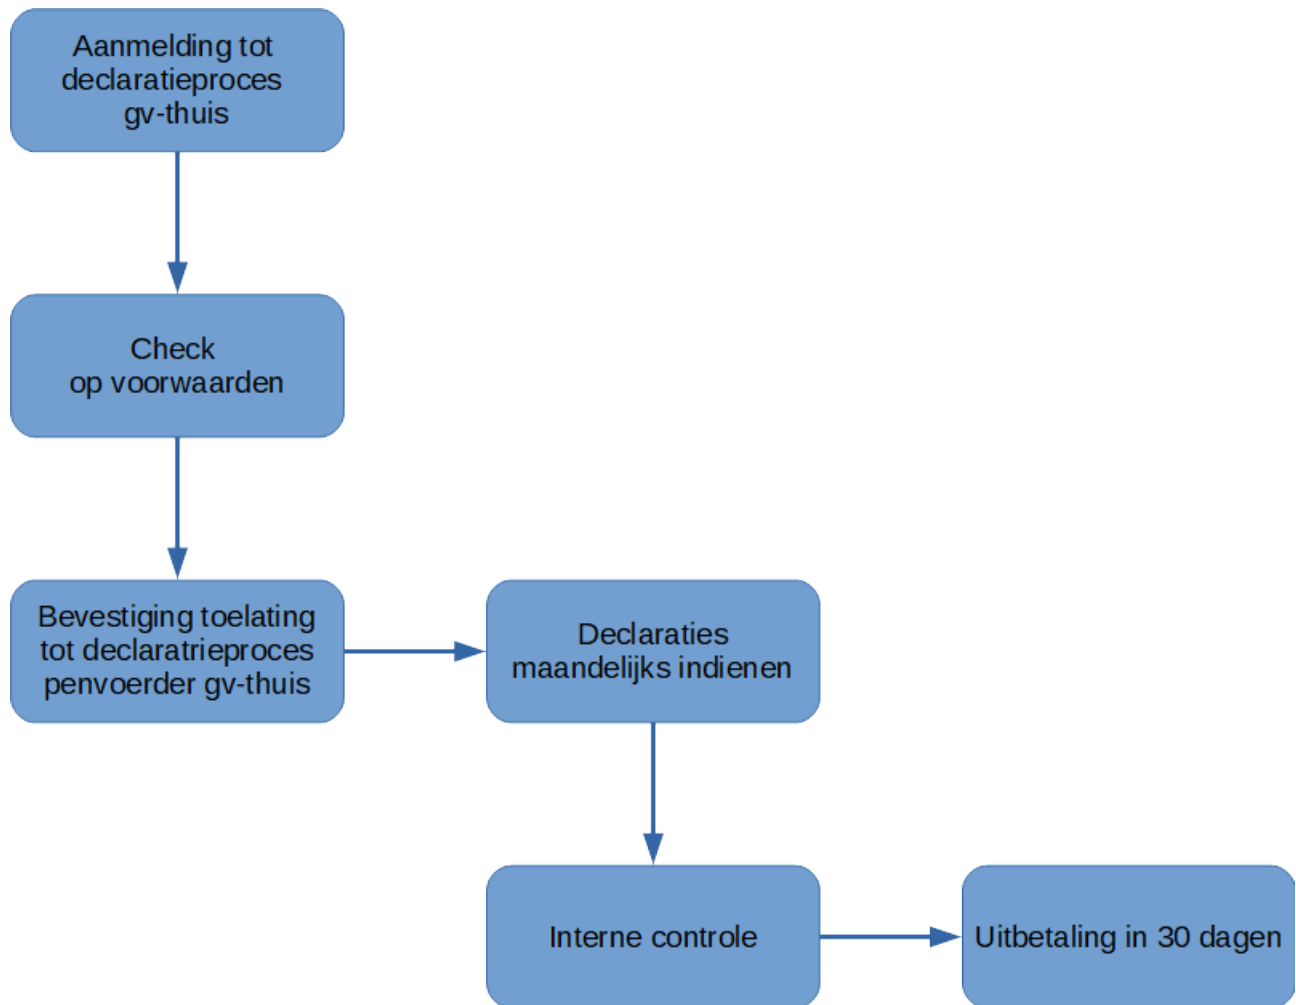 Aanmelding tot
declaratieproces
gv-thuis
Check
op voorwaarden
Bevestiging toelating
tot declaratrieproces
penvoerder gv-thuis
Declaraties
maandelijks indienen
Interne controle
Uitbetaling in 30 dagen